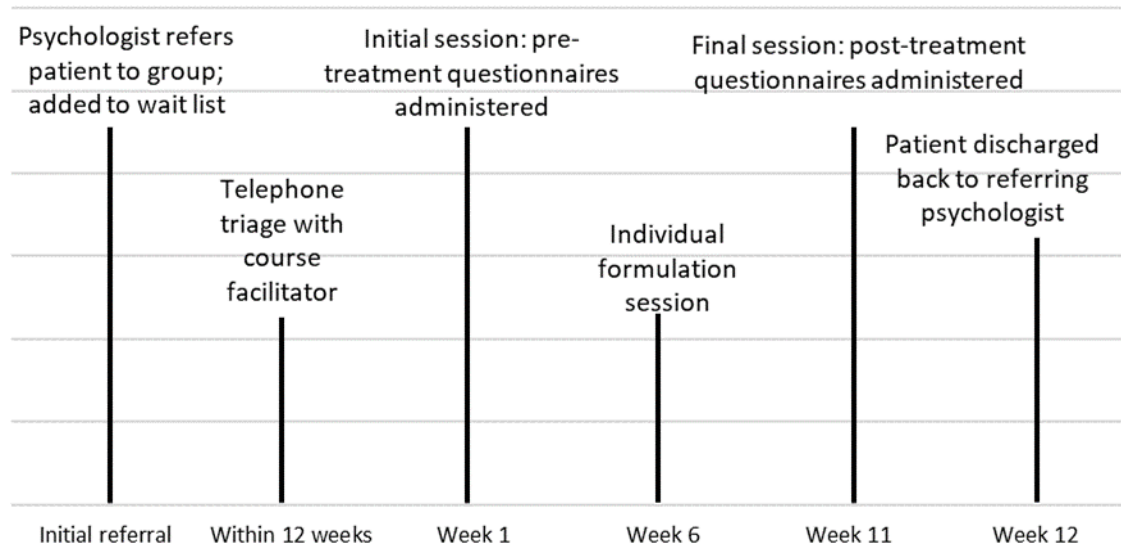 Psychologist refers
patient to group;
added to wait list
Initial session: pre-
treatment questionnaires
administered
Final session: post-treatment
questionnaires administered
Telephone
triage with
course
facilitator
Individual
formulation
session
Patient discharged
back to referring
psychologist
Initial referral
Within 12 weeks
Week 1
Week 6
Week 11
Week 12